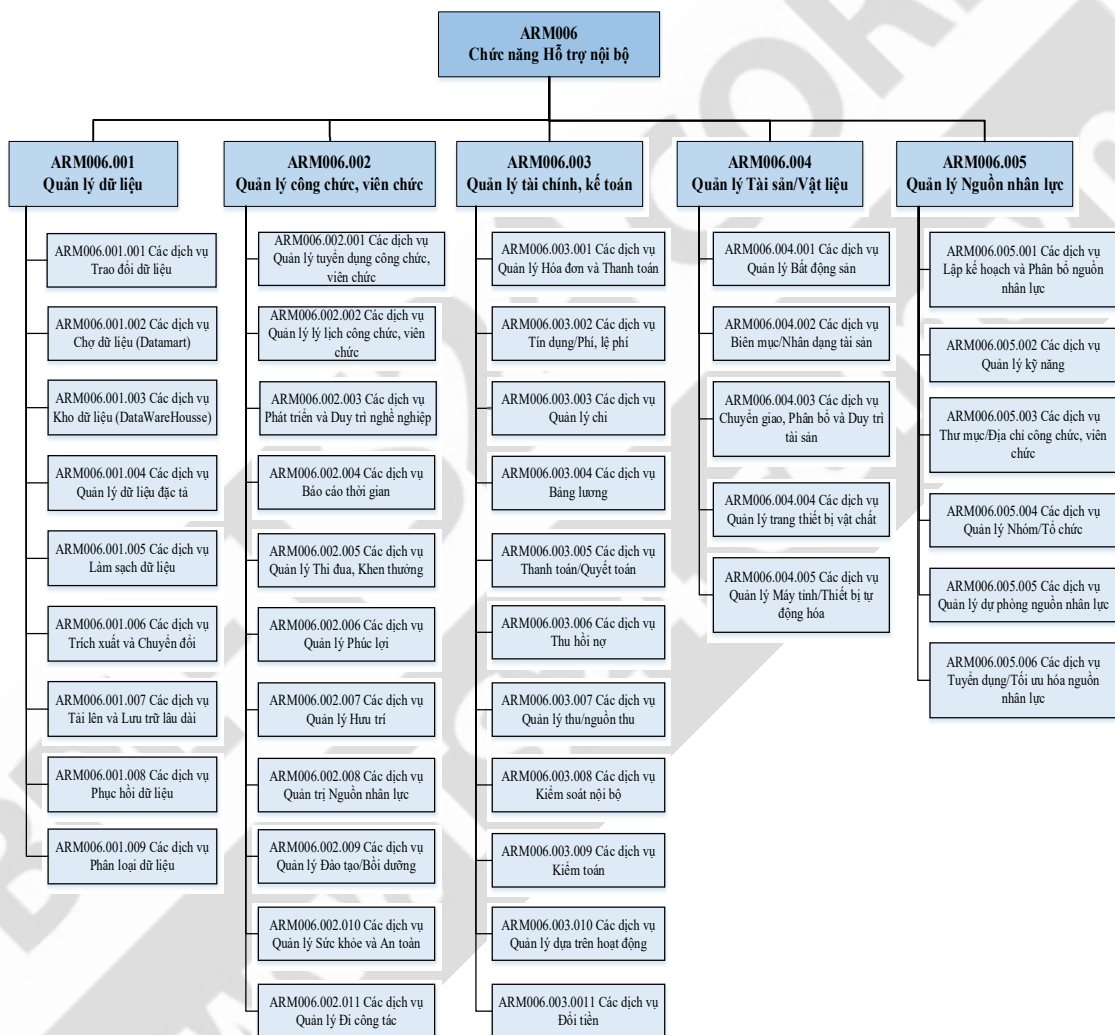 ARM006
Chức năng Hỗ trợ nội bộ
ARM006.001
Quản lý dữ liệu
ARM006.001.001 Các dịch vụ
Trao đổi dữ liệu
ARM006.001.002 Các dịch vụ
Chợ dữ liệu (Datamart)
ARM006.001.003 Các dịch vụ
Kho dữ liệu (DataWareHousse)
ARM006.001.004 Các dịch vụ
Quản lý dữ liệu đặc tả
ARM006.001.005 Các dịch vụ
Làm sạch dữ liệu
ARM006.001.006 Các dịch vụ
Trích xuất và Chuyển đổi
ARM006.001.007 Các dịch vụ
Tải lên và Lưu trữ lâu dài
ARM006.001.008 Các dịch vụ
Phục hồi dữ liệu
ARM006.001.009 Các dịch vụ
Phân loại dữ liệu
ARM006.002
Quản lý công chức, viên chức
ARM006.002.001 Các dịch vụ
Quản lý tuyển dụng công chức,
viên chức
ARM006.002.002 Các dịch vụ
Quản lý lý lịch công chức, viên
chức
ARM006.002.003 Các dịch vụ
Phát triển và Duy trì nghề nghiệp
ARM006.002.004 Các dịch vụ
Báo cáo thời gian
ARM006.002.005 Các dịch vụ
Quản lý Thi đua, Khen thưởng
ARM006.002.006 Các dịch vụ
Quản lý Phúc lợi
ARM006.002.007 Các dịch vụ
Quản lý Hưu trí
ARM006.002.008 Các dịch vụ
Quản trị Nguồn nhân lực
ARM006.002.009 Các dịch vụ
Quản lý Đào tạo/Bồi dưỡng
ARM006.002.010 Các dịch vụ
Quản lý Sức khỏe và An toàn
ARM006.002.011 Các dịch vụ
Quản lý Đi công tác
ARM006.003
Quản lý tài chính, kế toán
ARM006.003.001 Các dịch vụ
Quản lý Hóa đơn và Thanh toán
ARM006.003.002 Các dịch vụ
Tín dụng/Phí, lệ phí
ARM006.003.003 Các dịch vụ
Quản lý chi
ARM006.003.004 Các dịch vụ
Bảng lương
ARM006.003.005 Các dịch vụ
Thanh toán/Quyết toán
ARM006.003.006 Các dịch vụ
Thu hồi nợ
ARM006.003.007 Các dịch vụ
Quản lý thu/nguồn thu
ARM006.003.008 Các dịch vụ
Kiểm soát nội bộ
ARM006.003.009 Các dịch vụ
Kiểm toán
ARM006.003.010 Các dịch vụ
Quản lý dựa trên hoạt động
ARM006.003.0011 Các dịch vụ
Đổi tiền
ARM006.004
Quản lý Tài sản/Vật liệu
ARM006.004.001 Các dịch vụ
Quản lý Bất động sản
ARM006.004.002 Các dịch vụ
Biên mục/Nhân dạng tài sản
ARM006.004.003 Các dịch vụ
Chuyển giao, Phân bổ và Duy trì
tài sản
ARM006.004.004 Các dịch vụ
Quản lý trang thiết bị vật chất
ARM006.004.005 Các dịch vụ
Quản lý Máy tính/Thiết bị tự
động hóa
ARM006.005
Quản lý Nguồn nhân lực
ARM006.005.001 Các dịch vụ
Lập kế hoạch và Phân bổ nguồn
nhân lực
ARM006.005.002 Các dịch vụ
Quản lý kỹ năng
ARM006.005.003 Các dịch vụ
Thư mục/Địa chỉ công chức, viên
chức
ARM006.005.004 Các dịch vụ
Quản lý Nhóm/Tổ chức
ARM006.005.005 Các dịch vụ
Quản lý dự phòng nguồn nhân lực
ARM006.005.006 Các dịch vụ
Tuyển dụng/Tối ưu hóa nguồn
nhân lực